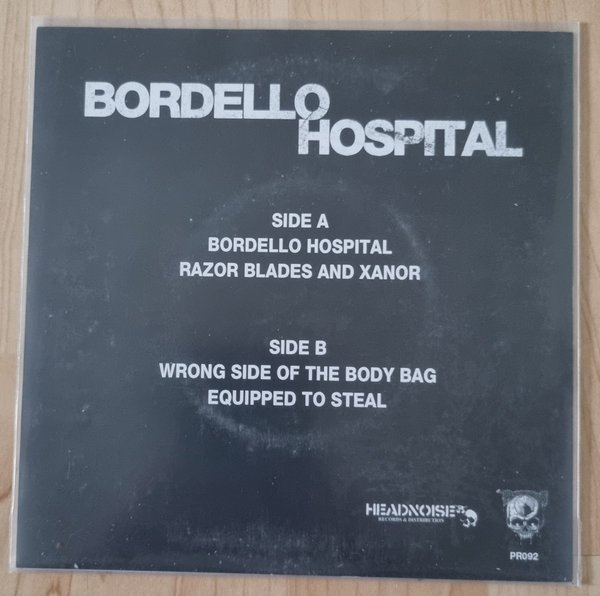 BORDELLO
HOSPITAL
SIDE A
BORDELLO HOSPITAL
RAZOR BLADES AND XANOR
SIDE B
WRONG SIDE OF THE BODY BAG
EQUIPPED TO STEAL
HEADNOISE
RECORDS & DISTRIBUTION
PR092